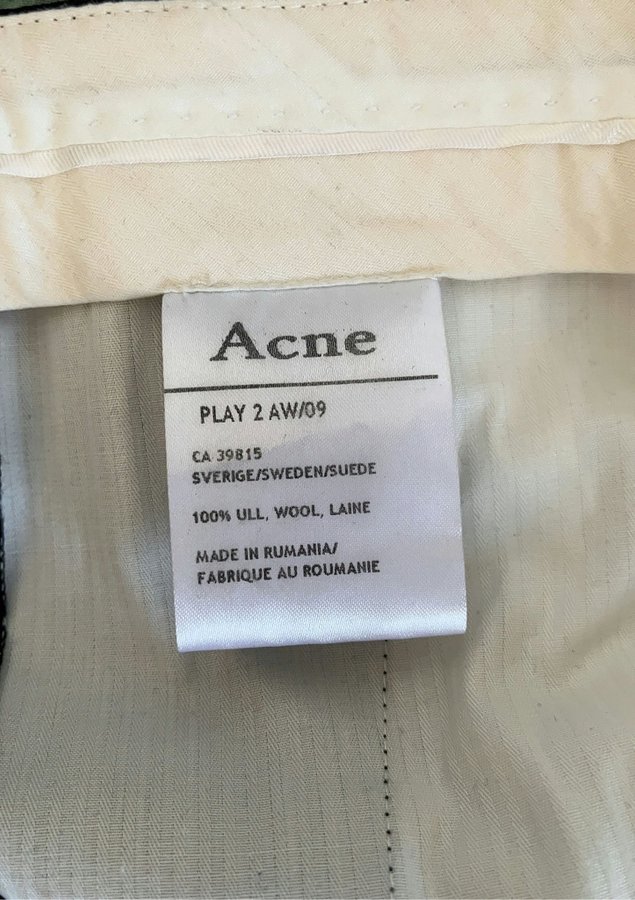 Acne
PLAY 2 AW/09
CA 39815
SVERIGE/SWEDEN/SUEDE
100% ULL, WOOL, LAINE
MADE IN RUMANIA/
FABRIQUE AU ROUMANIE